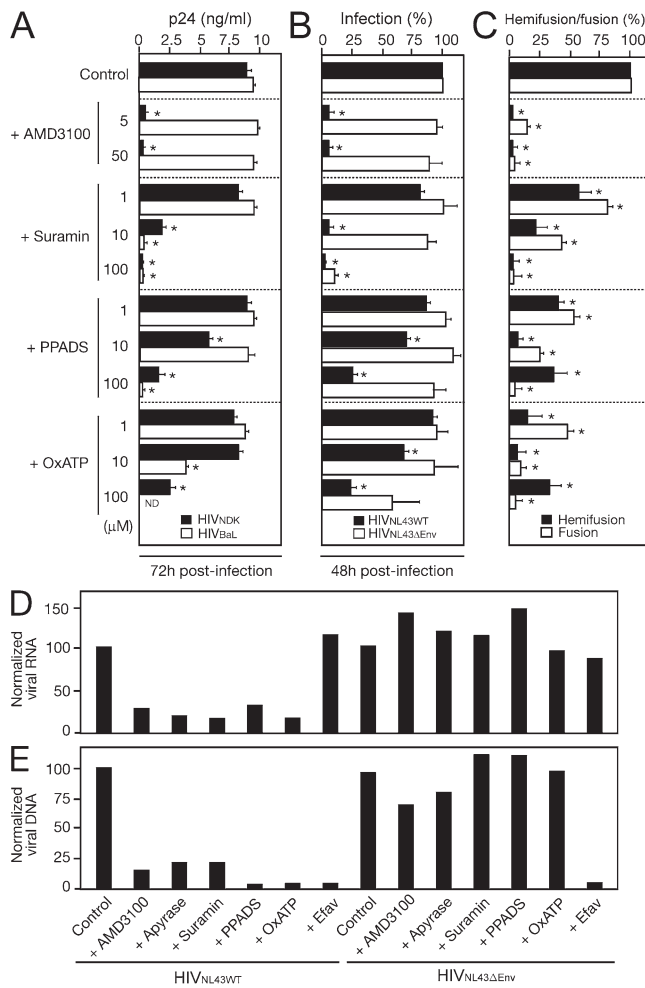 A p24 (ng/ml) B Infection (%) C Hemifusion/fusion (%)
0 2.5 5 7.5 10 0 25 50 75 100 0 25 50 75 100
Control
+ AMD3100 5 * * *
*
50 * * *
*
+ Suramin 1 *
*
10 * * *
* *
100 * * *
* * *
+ PPADS 1 *
*
10 * * *
*
100 * * *
* *
+ OxATP 1 *
*
10 * *
* *
100 * * *
ND *
(μM) HIVNDK HIVNL43WT Hemifusion
HIVBaL HIVNL43ΔEnv Fusion
72h post-infection 48h post-infection
D
Normalized
viral RNA
150
100
50
0
E
Normalized
viral DNA
100
75
50
25
0
Control + AMD3100 + Apyrase + Suramin + PPADS + OxATP + Efav Control + AMD3100 + Apyrase + Suramin + PPADS + OxATP + Efav
HIVNL43WT HIVNL43ΔEnv